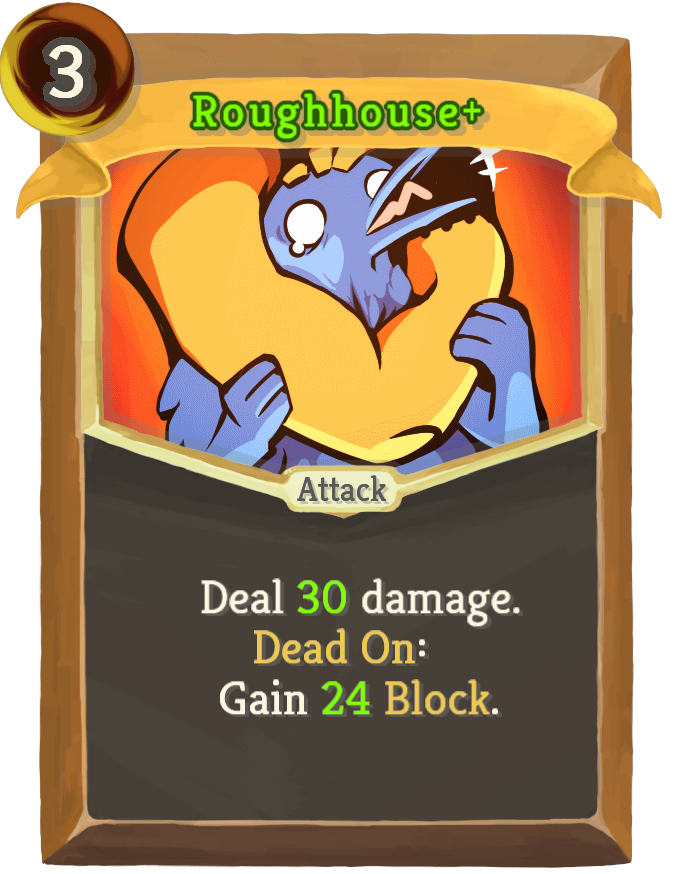 3
Roughhouse+
Attack
Deal 30 damage.
Dead On:
Gain 24 Block.